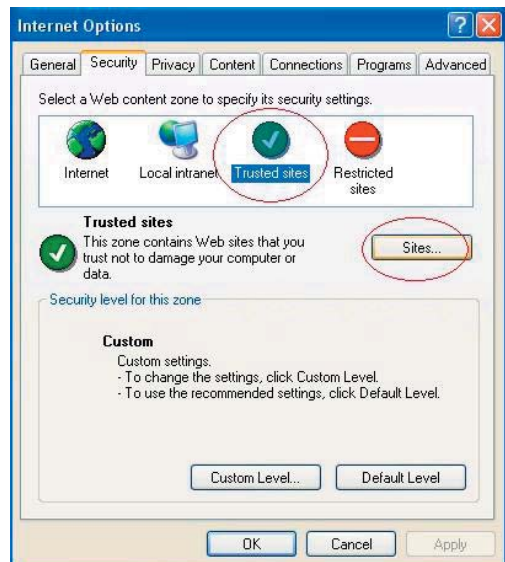 Internet Options
General Security Privacy Content Connections Programs Advanced
Select a Web content zone to specify its security settings.
Internet Local intranet Trusted sites Restricted sites
Trusted sites
This zone contains Web sites that you
trust not to damage your computer or
data.
Sites...
Security level for this zone
Custom
Custom settings.
- To change the settings, click Custom Level.
- To use the recommended settings, click Default Level.
Custom Level... Default Level
OK Cancel Apply